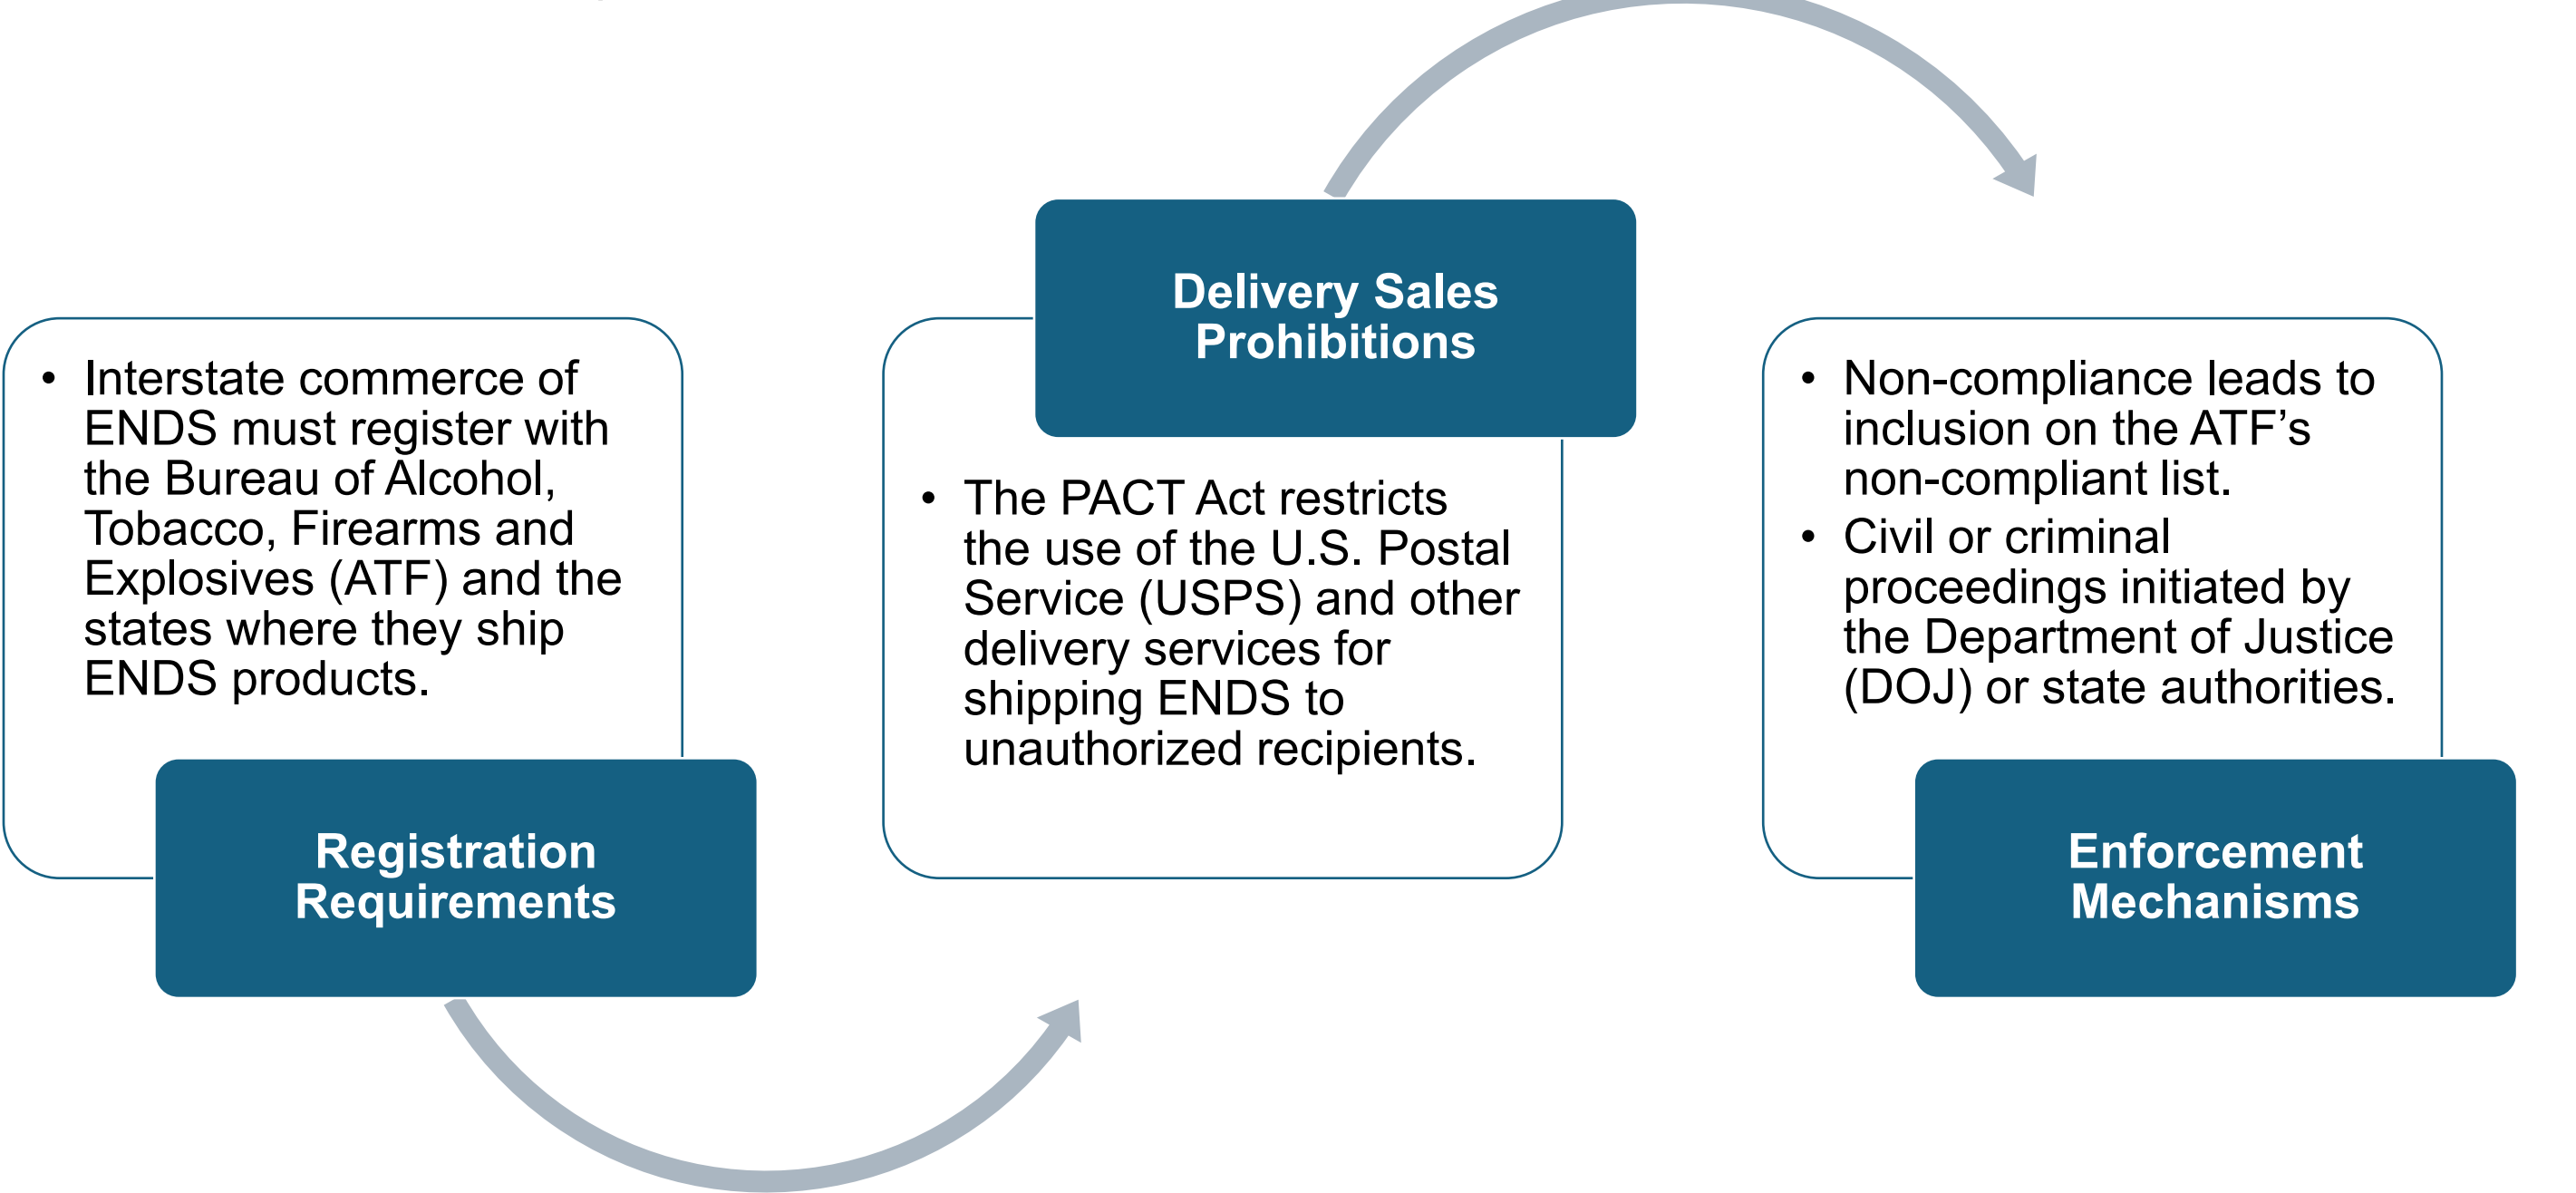 • Interstate commerce of
ENDS must register with
the Bureau of Alcohol,
Tobacco, Firearms and
Explosives (ATF) and the
states where they ship
ENDS products.
Registration
Requirements
Delivery Sales
Prohibitions
• The PACT Act restricts
the use of the U.S. Postal
Service (USPS) and other
delivery services for
shipping ENDS to
unauthorized recipients.
• Non-compliance leads to
inclusion on the ATF’s
non-compliant list.
• Civil or criminal
proceedings initiated by
the Department of Justice
(DOJ) or state authorities.
Enforcement
Mechanisms